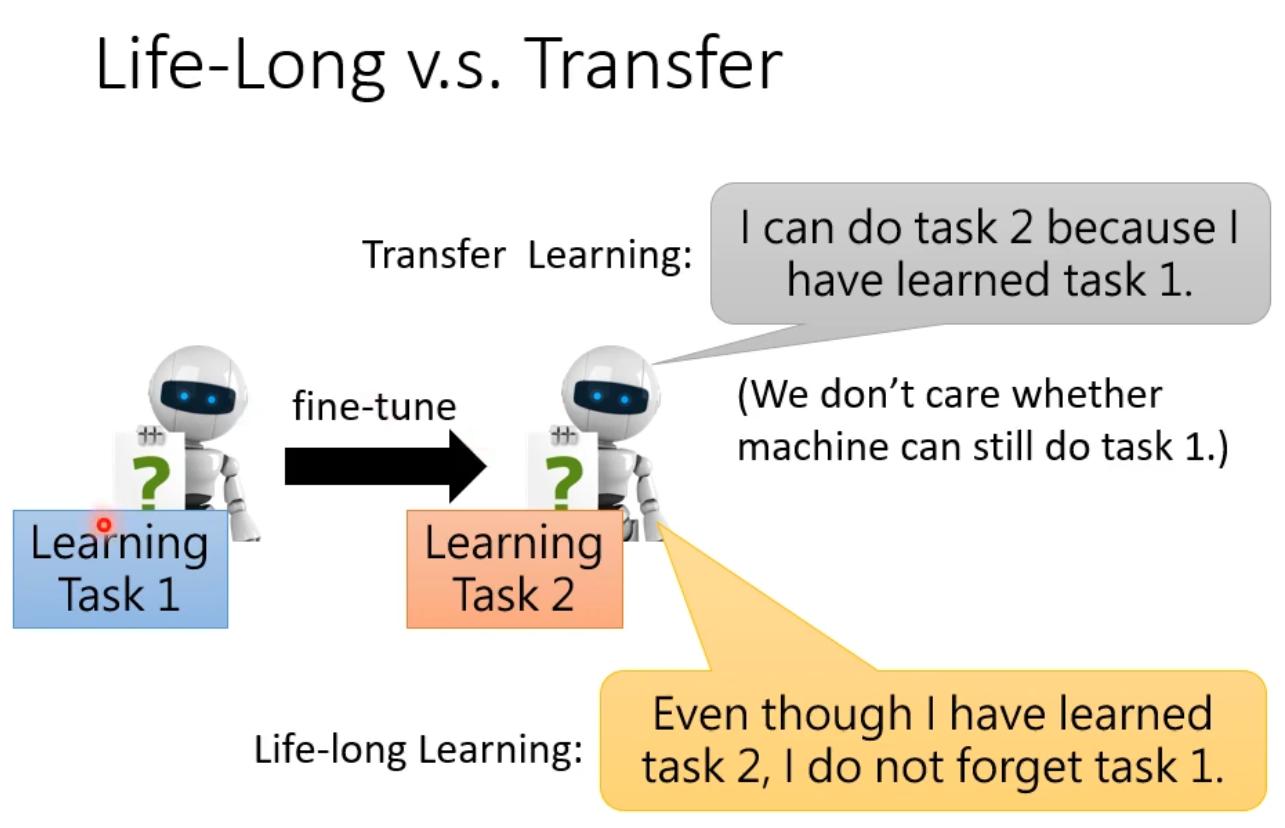 Life-Long v.s. Transfer
Transfer Learning:
I can do task 2 because I
have learned task 1.
fine-tune
(We don’t care whether
machine can still do task 1.)
?
?
Learning
Task 1
Learning
Task 2
Life-long Learning:
Even though I have learned
task 2, I do not forget task 1.